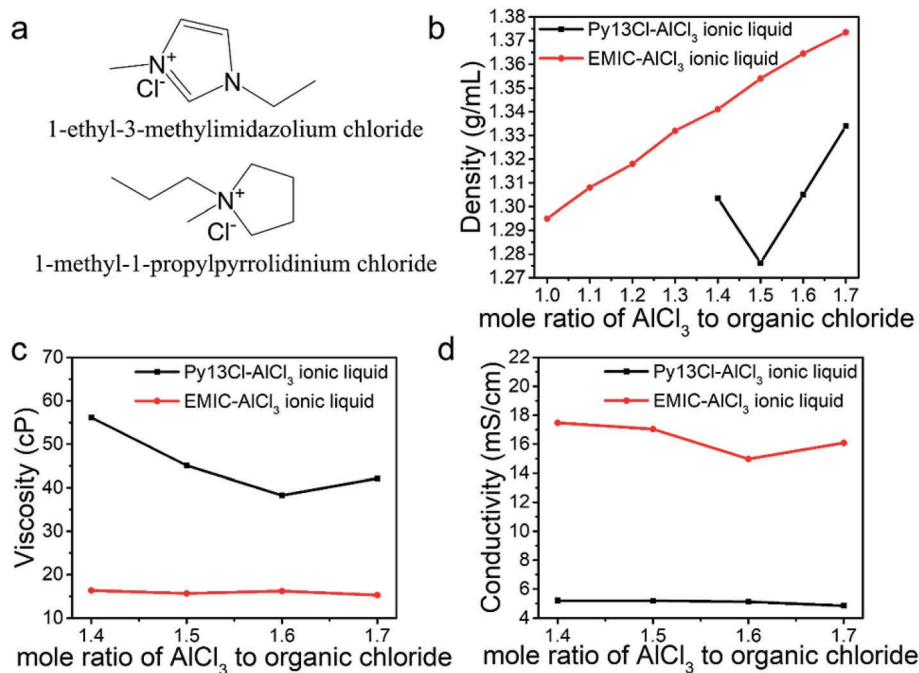 a
N+
Cl-
N
1-ethyl-3-methylimidazolium chloride
N+
Cl-
1-methyl-1-propylpyrrolidinium chloride
b
Py13Cl-AlCl3 ionic liquid
EMIC-AlCl3 ionic liquid
Density (g/mL)
1.38
1.37
1.36
1.35
1.34
1.33
1.32
1.31
1.30
1.29
1.28
1.27
1.0 1.1 1.2 1.3 1.4 1.5 1.6 1.7
mole ratio of AlCl3 to organic chloride
c
Py13Cl-AlCl3 ionic liquid
EMIC-AlCl3 ionic liquid
Viscosity (cP)
70
60
50
40
30
20
10
1.4 1.5 1.6 1.7
mole ratio of AlCl3 to organic chloride
d
Py13Cl-AlCl3 ionic liquid
EMIC-AlCl3 ionic liquid
Conductivity (mS/cm)
22
20
18
16
14
12
10
8
6
4
1.4 1.5 1.6 1.7
mole ratio of AlCl3 to organic chloride